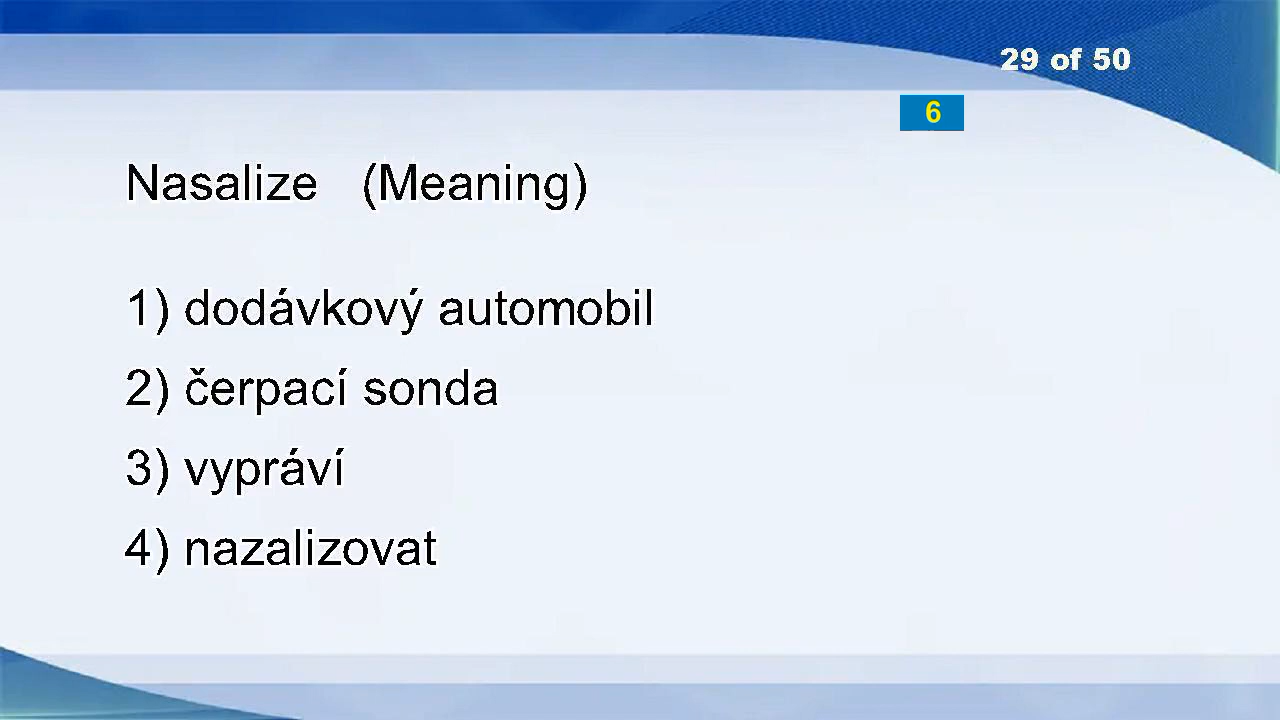 29 of 50
6
Nasalize (Meaning)
1) dodávkový automobil
2) čerpací sonda
3) vypráví
4) nazalizovat